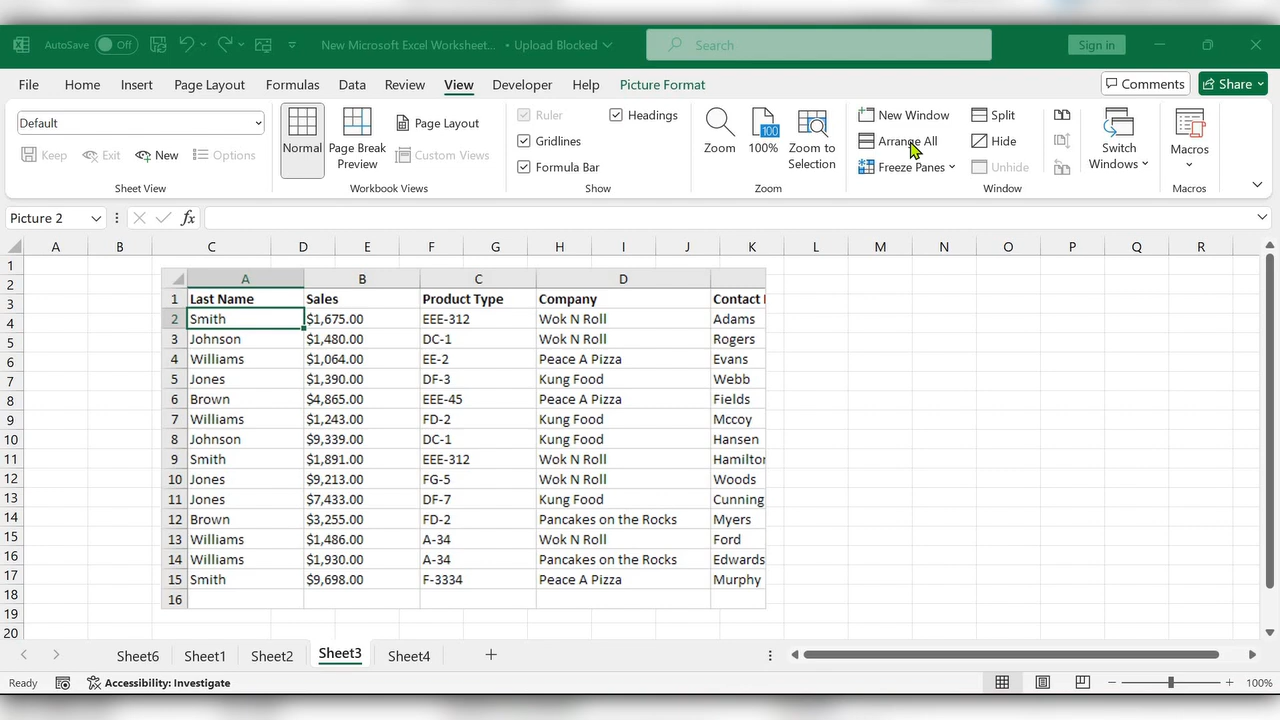 AutoSave Off New Microsoft Excel Worksheet... • Upload Blocked Search Sign in
File Home Insert Page Layout Formulas Data Review View Developer Help Picture Format Comments Share
Default
Keep Exit New Options
Sheet View
Normal
Page Break Preview
Page Layout
Custom Views
Workbook Views
Ruler Headings
Gridlines
Formula Bar
Show
Zoom
100
100%
Zoom to Selection
Zoom
New Window Split
Arrange All Hide
Freeze Panes Unhide
Window
Switch Windows
Macros
Macros
Picture 2 fx
A B C D E F G H I J K L M N O P Q R
1
2
3
4
5
6
7
8
9
10
11
12
13
14
15
16
17
18
19
20
A B C D
1 Last Name Sales Product Type Company Contact
2 Smith $1,675.00 EEE-312 Wok N Roll Adams
3 Johnson $1,480.00 DC-1 Wok N Roll Rogers
4 Williams $1,064.00 EE-2 Peace A Pizza Evans
5 Jones $1,390.00 DF-3 Kung Food Webb
6 Brown $4,865.00 EEE-45 Peace A Pizza Fields
7 Williams $1,243.00 FD-2 Kung Food Mccoy
8 Johnson $9,339.00 DC-1 Kung Food Hansen
9 Smith $1,891.00 EEE-312 Wok N Roll Hamilton
10 Jones $9,213.00 FG-5 Wok N Roll Woods
11 Jones $7,433.00 DF-7 Kung Food Cunning
12 Brown $3,255.00 FD-2 Pancakes on the Rocks Myers
13 Williams $1,486.00 A-34 Wok N Roll Ford
14 Williams $1,930.00 A-34 Pancakes on the Rocks Edwards
15 Smith $9,698.00 F-3334 Peace A Pizza Murphy
16
Sheet6 Sheet1 Sheet2 Sheet3 Sheet4
Ready Accessibility: Investigate 100%